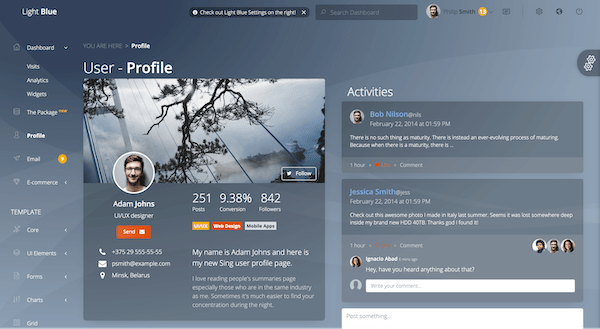 Light Blue
Check out Light Blue Settings on the right!
Search Dashboard
Philip Smith 13
Dashboard
Visits
Analytics
Widgets
The Package new
Profile
Email 9
E-commerce
TEMPLATE
Core
UI Elements
Forms
Charts
Grid
YOU ARE HERE > Profile
User - Profile
Follow
Adam Johns
UI/UX designer
Send
+375 29 555-55-55
psmith@example.com
Minsk, Belarus
251 9.38% 842
Posts Conversion Followers
UI/UX Web Design Mobile Apps
My name is Adam Johns and here is
my new Sing user profile page.
I love reading people's summaries page
especially those who are in the same industry
as me. Sometimes it's much easier to find your
concentration during the night.
Activities
Bob Nilson@nils
February 22, 2014 at 01:59 PM
There is no such thing as maturity. There is instead an ever-evolving process of maturing.
Because when there is a maturity, there is ...
1 hour Like Comment
Jessica Smith@jess
February 22, 2014 at 01:59 PM
Check out this awesome photo I made in Italy last summer. Seems it was lost somewhere deep
inside my brand new HDD 40TB. Thanks god I found it!
1 hour Like Comment
Ignacio Abad 6 mins ago
Hey, have you heard anything about that?
Write your comment...
Post something...